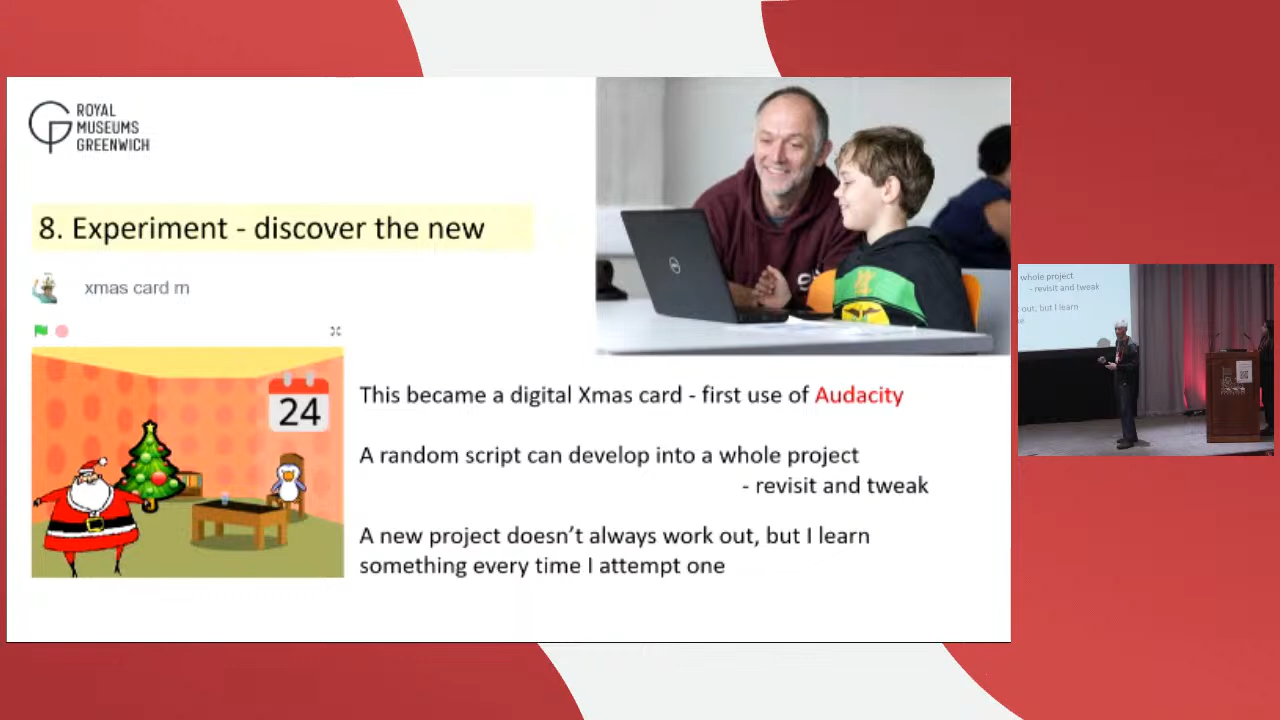 ROYAL
MUSEUMS
GREENWICH
8. Experiment - discover the new
xmas card m
24
This became a digital Xmas card - first use of Audacity
A random script can develop into a whole project
- revisit and tweak
A new project doesn't always work out, but I learn
something every time I attempt one
whole project
- revisit and tweak
out, but I learn